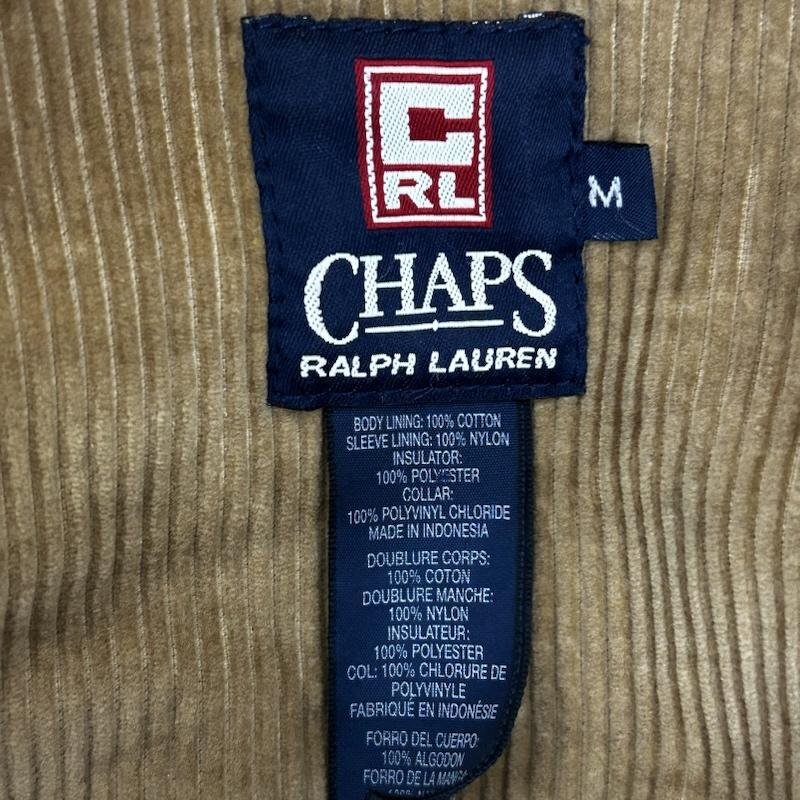 C
RL
CHAPS
RALPH LAUREN
M
BODY LINING: 100% COTTON
SLEEVE LINING: 100% NYLON
INSULATOR:
100% POLYESTER
COLLAR:
100% POLYVINYL CHLORIDE
MADE IN INDONESIA
DOUBLURE CORPS:
100% COTON
DOUBLURE MANCHE:
100% NYLON
INSULATEUR:
100% POLYESTER
COL: 100% CHLORURE DE
POLYVINYLE
FABRIQUÉ EN INDONÉSIE
FORRO DEL CUERPO:
100% ALGODON
FORRO DE LA